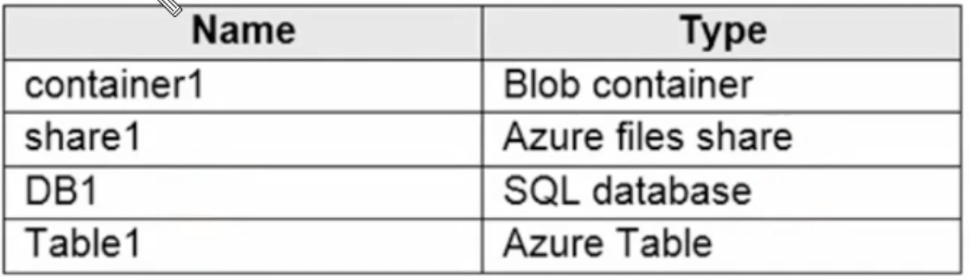 Name Type
container1 Blob container
share1 Azure files share
DB1 SQL database
Table1 Azure Table